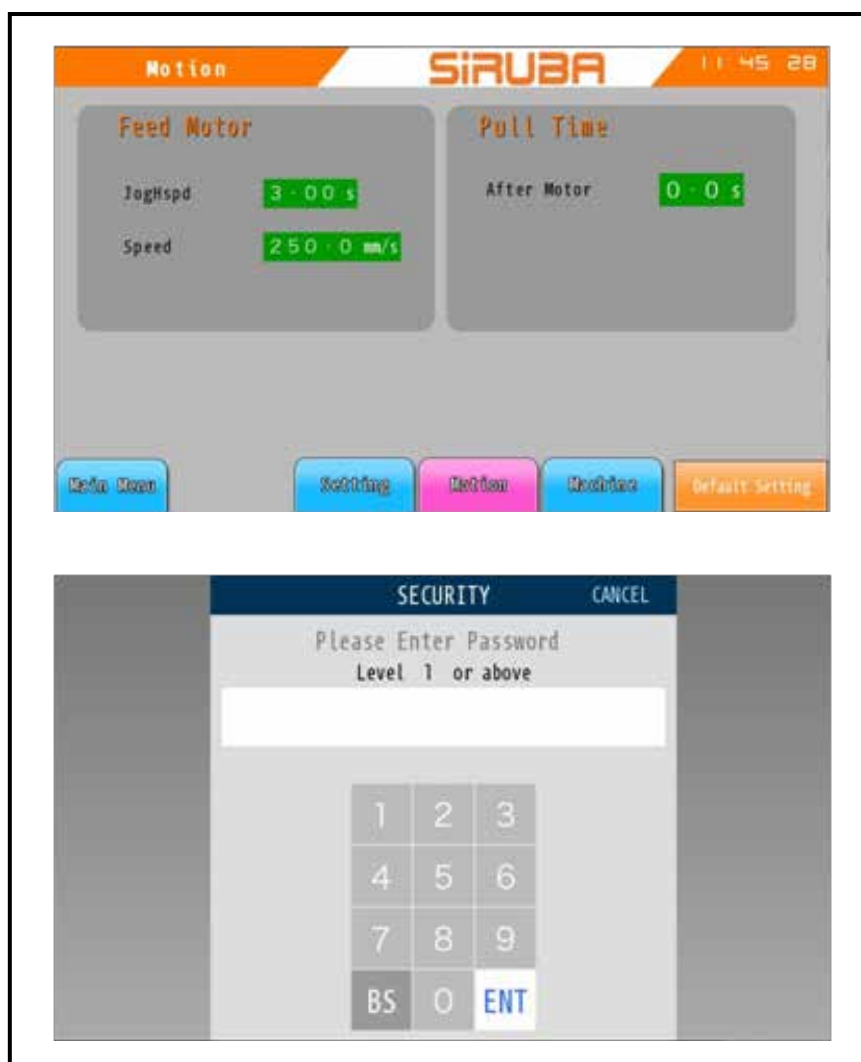 Motion
SiRUBA
11 45 28
Feed Motor
Pull Time
JogHspd
3.00 s
After Motor
0.0 s
Speed
250.0 mm/s
Main Menu
Setting
Motion
Machine
Default Setting
SECURITY
CANCEL
Please Enter Password
Level 1 or above
1 2 3
4 5 6
7 8 9
BS 0 ENT